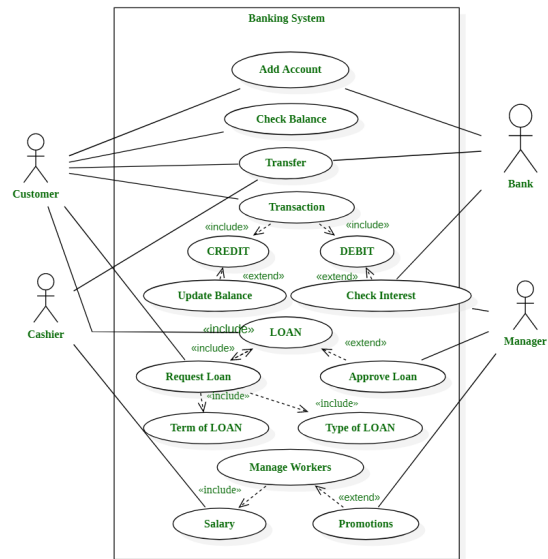 Banking System
Add Account
Check Balance
Customer
Transfer
Bank
Transaction
«include»
«include»
CREDIT
DEBIT
«extend»
«extend»
Update Balance
Check Interest
Cashier
«include»
LOAN
Manager
«include»
«extend»
Request Loan
Approve Loan
«include»
«include»
Term of LOAN
Type of LOAN
Manage Workers
«include»
«extend»
Salary
Promotions